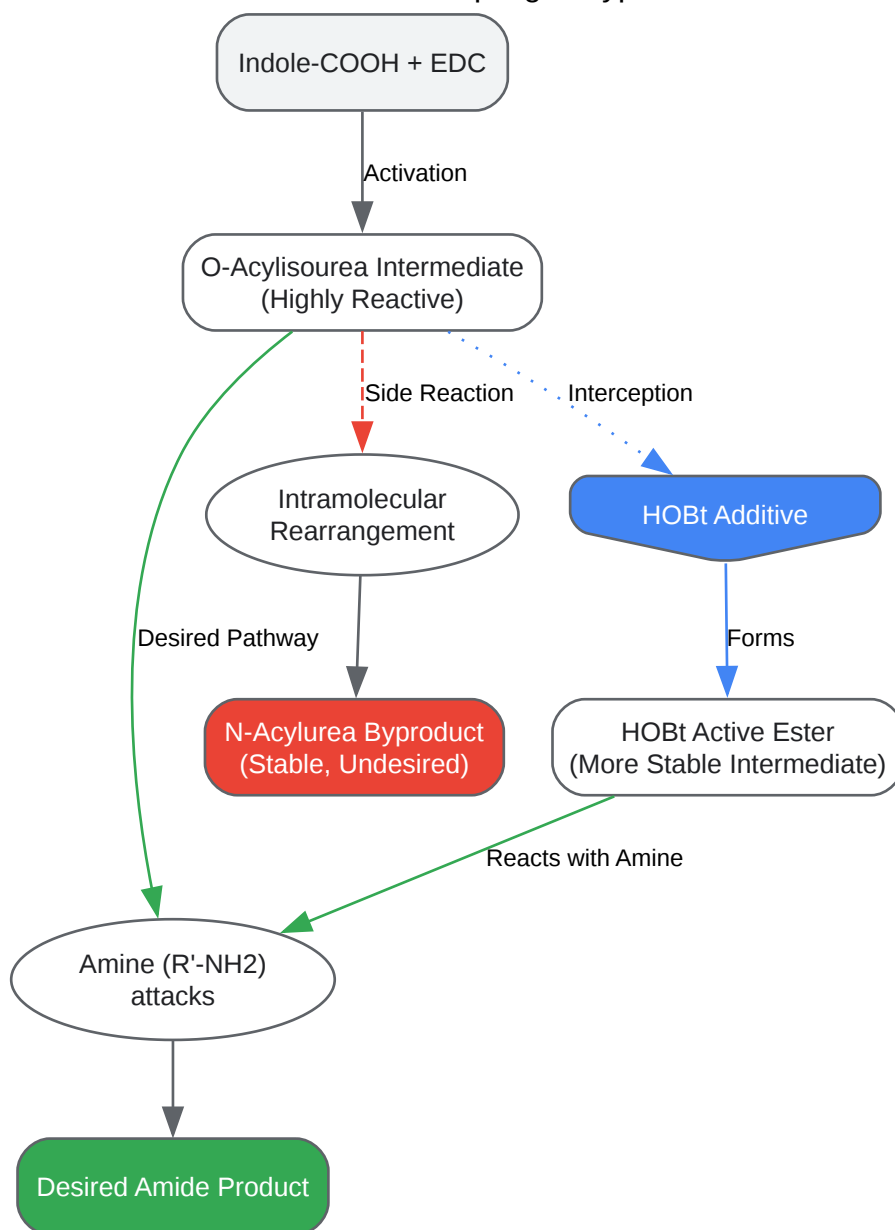 Indole-COOH + EDC
Activation
O-Acylisourea Intermediate
(Highly Reactive)
Side Reaction
Interception
Intramolecular
Rearrangement
HOBt Additive
Desired Pathway
Forms
N-Acylurea Byproduct
(Stable, Undesired)
HOBt Active Ester
(More Stable Intermediate)
Reacts with Amine
Amine (R'-NH2)
attacks
Desired Amide Product